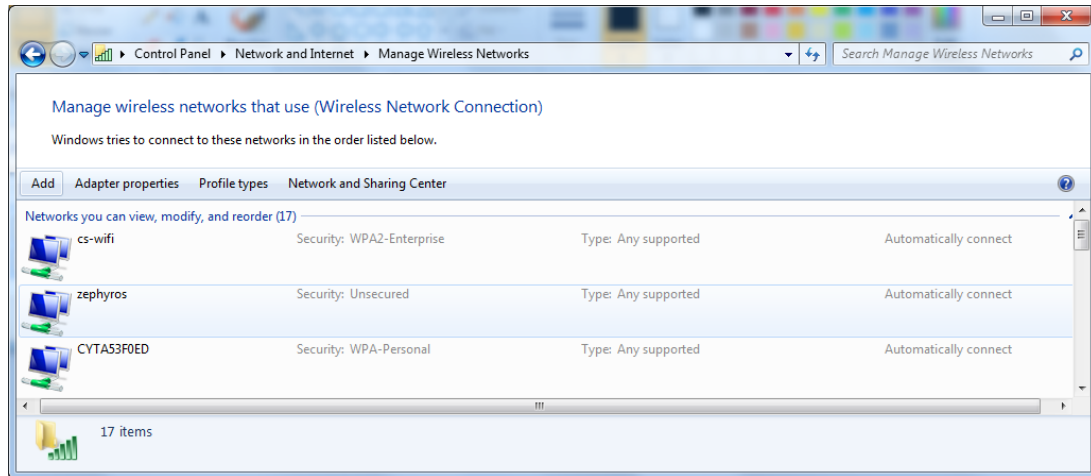 Control Panel ▸ Network and Internet ▸ Manage Wireless Networks
Search Manage Wireless Networks
Manage wireless networks that use (Wireless Network Connection)
Windows tries to connect to these networks in the order listed below.
Add Adapter properties Profile types Network and Sharing Center
Networks you can view, modify, and reorder (17)
cs-wifi Security: WPA2-Enterprise Type: Any supported Automatically connect
zephyros Security: Unsecured Type: Any supported Automatically connect
CYTA53F0ED Security: WPA-Personal Type: Any supported Automatically connect
17 items